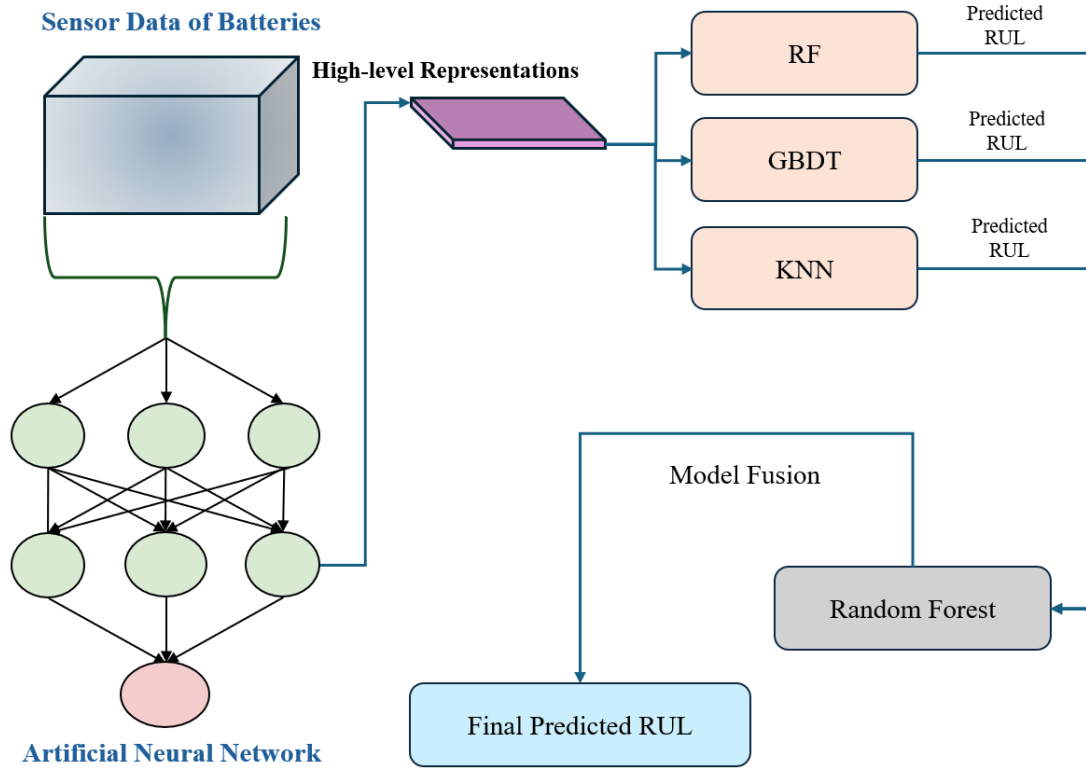 Sensor Data of Batteries
High-level Representations
RF
Predicted
RUL
GBDT
Predicted
RUL
KNN
Predicted
RUL
Model Fusion
Random Forest
Final Predicted RUL
Artificial Neural Network